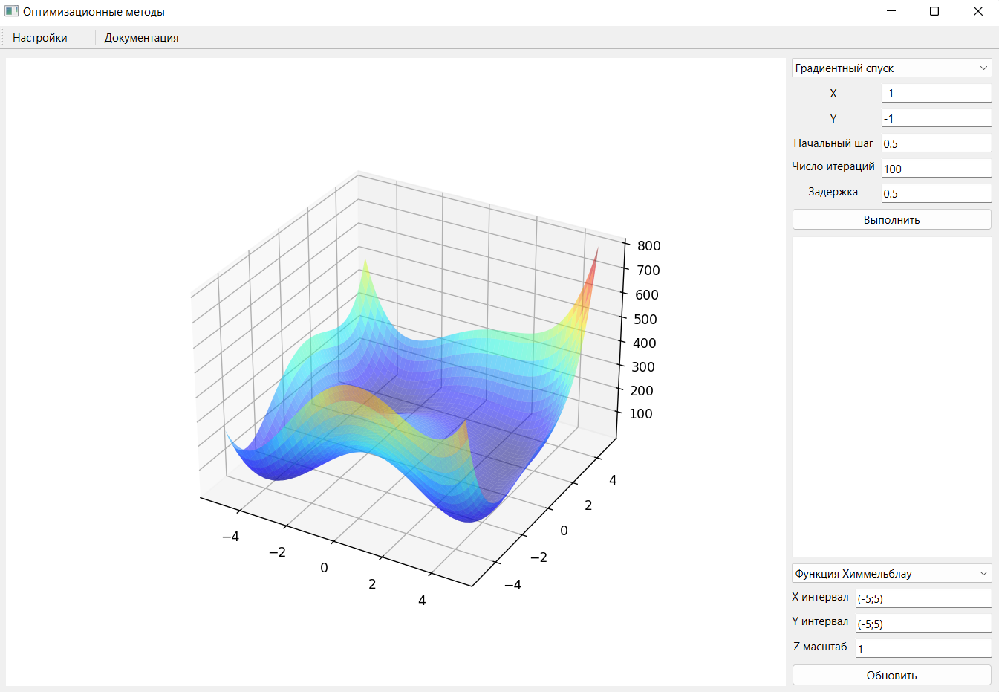 Оптимизационные методы
Настройки
Документация
800
700
600
500
400
300
200
100
4
2
0
−2
−4
−4
−2
0
2
4
Градиентный спуск
X -1
Y -1
Начальный шаг 0.5
Число итераций 100
Задержка 0.5
Выполнить
Функция Химмельблау
X интервал (-5;5)
Y интервал (-5;5)
Z масштаб 1
Обновить